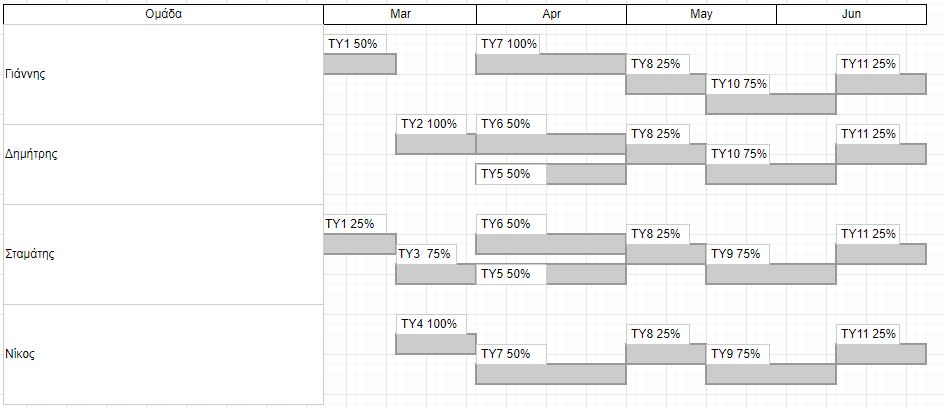 Ομάδα Mar Apr May Jun
Γιάννης
TY1 50% TY7 100%
TY8 25% TY11 25%
TY10 75%
Δημήτρης
TY2 100% TY6 50%
TY8 25% TY11 25%
TY10 75%
TY5 50%
Σταμάτης
TY1 25% TY6 50%
TY8 25% TY11 25%
TY3 75% TY9 75%
TY5 50%
Νίκος
TY4 100%
TY8 25% TY11 25%
TY7 50% TY9 75%